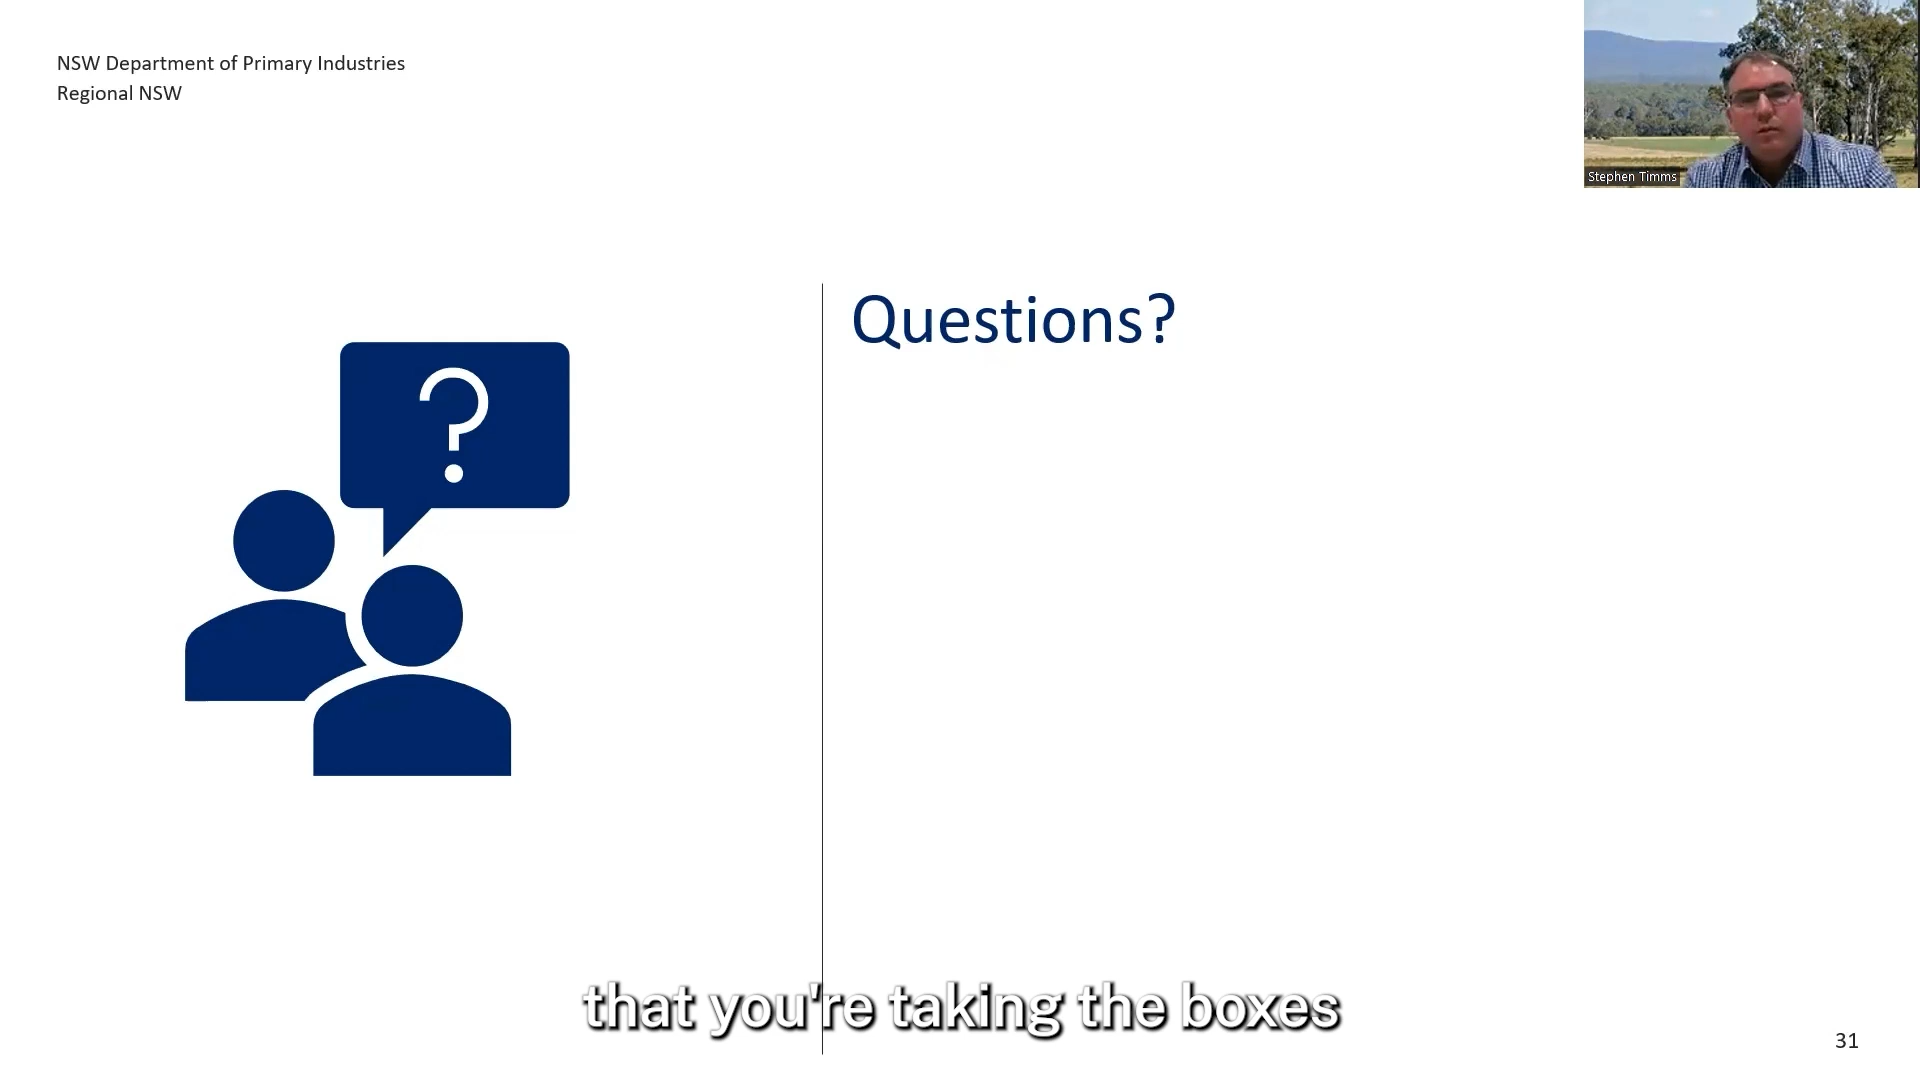 NSW Department of Primary Industries
Regional NSW
Stephen Timms
Questions?
?
that you're taking the boxes
31